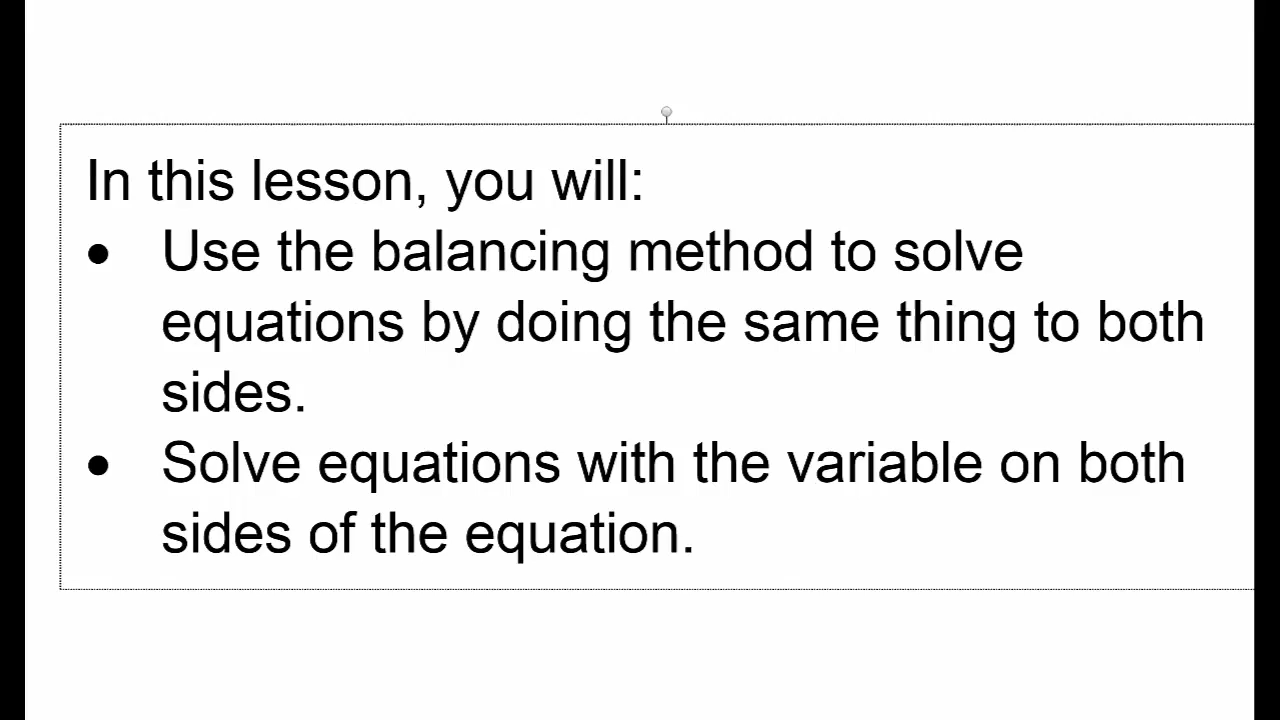 In this lesson, you will:
• Use the balancing method to solve
equations by doing the same thing to both
sides.
• Solve equations with the variable on both
sides of the equation.